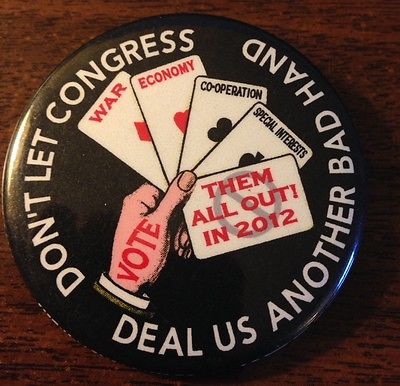 DON'T LET CONGRESS
DEAL US ANOTHER BAD HAND
WAR
ECONOMY
CO-OPERATION
SPECIAL INTERESTS
VOTE
THEM
ALL OUT!
IN 2012